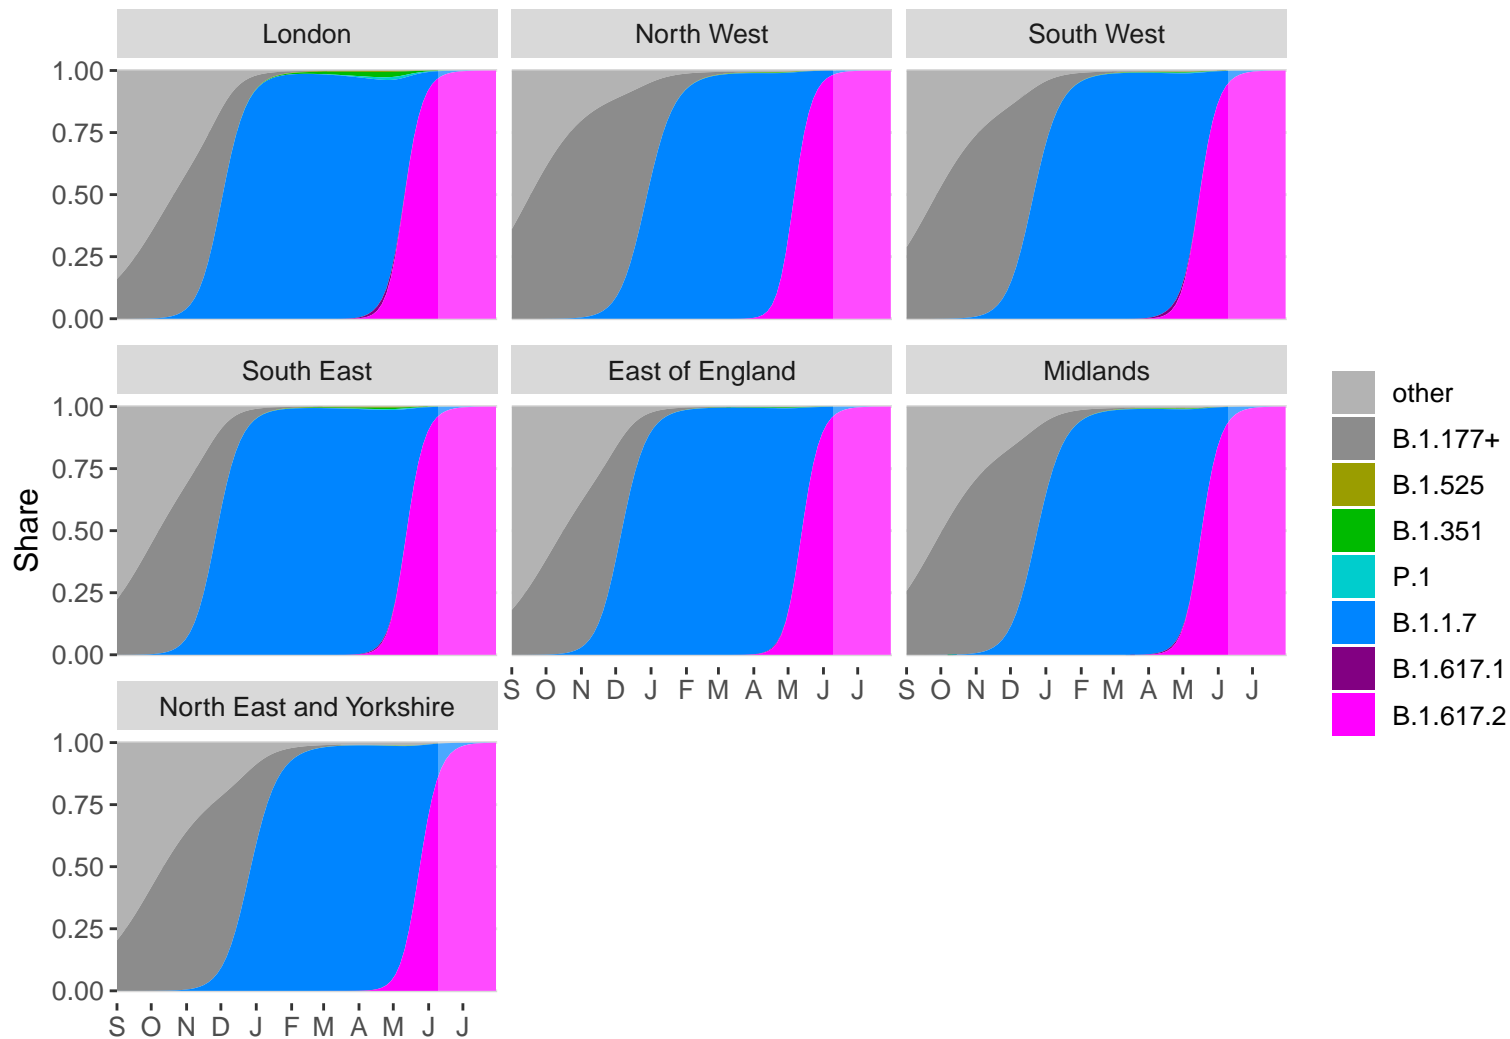 London
North West
South West
1.00
0.75
0.50
0.25
0.00
South East
East of England
Midlands
1.00
0.75
0.50
0.25
0.00
S O N D J F M A M J J
S O N D J F M A M J J
North East and Yorkshire
1.00
0.75
0.50
0.25
0.00
S O N D J F M A M J J
Share
other
B.1.177+
B.1.525
B.1.351
P.1
B.1.1.7
B.1.617.1
B.1.617.2